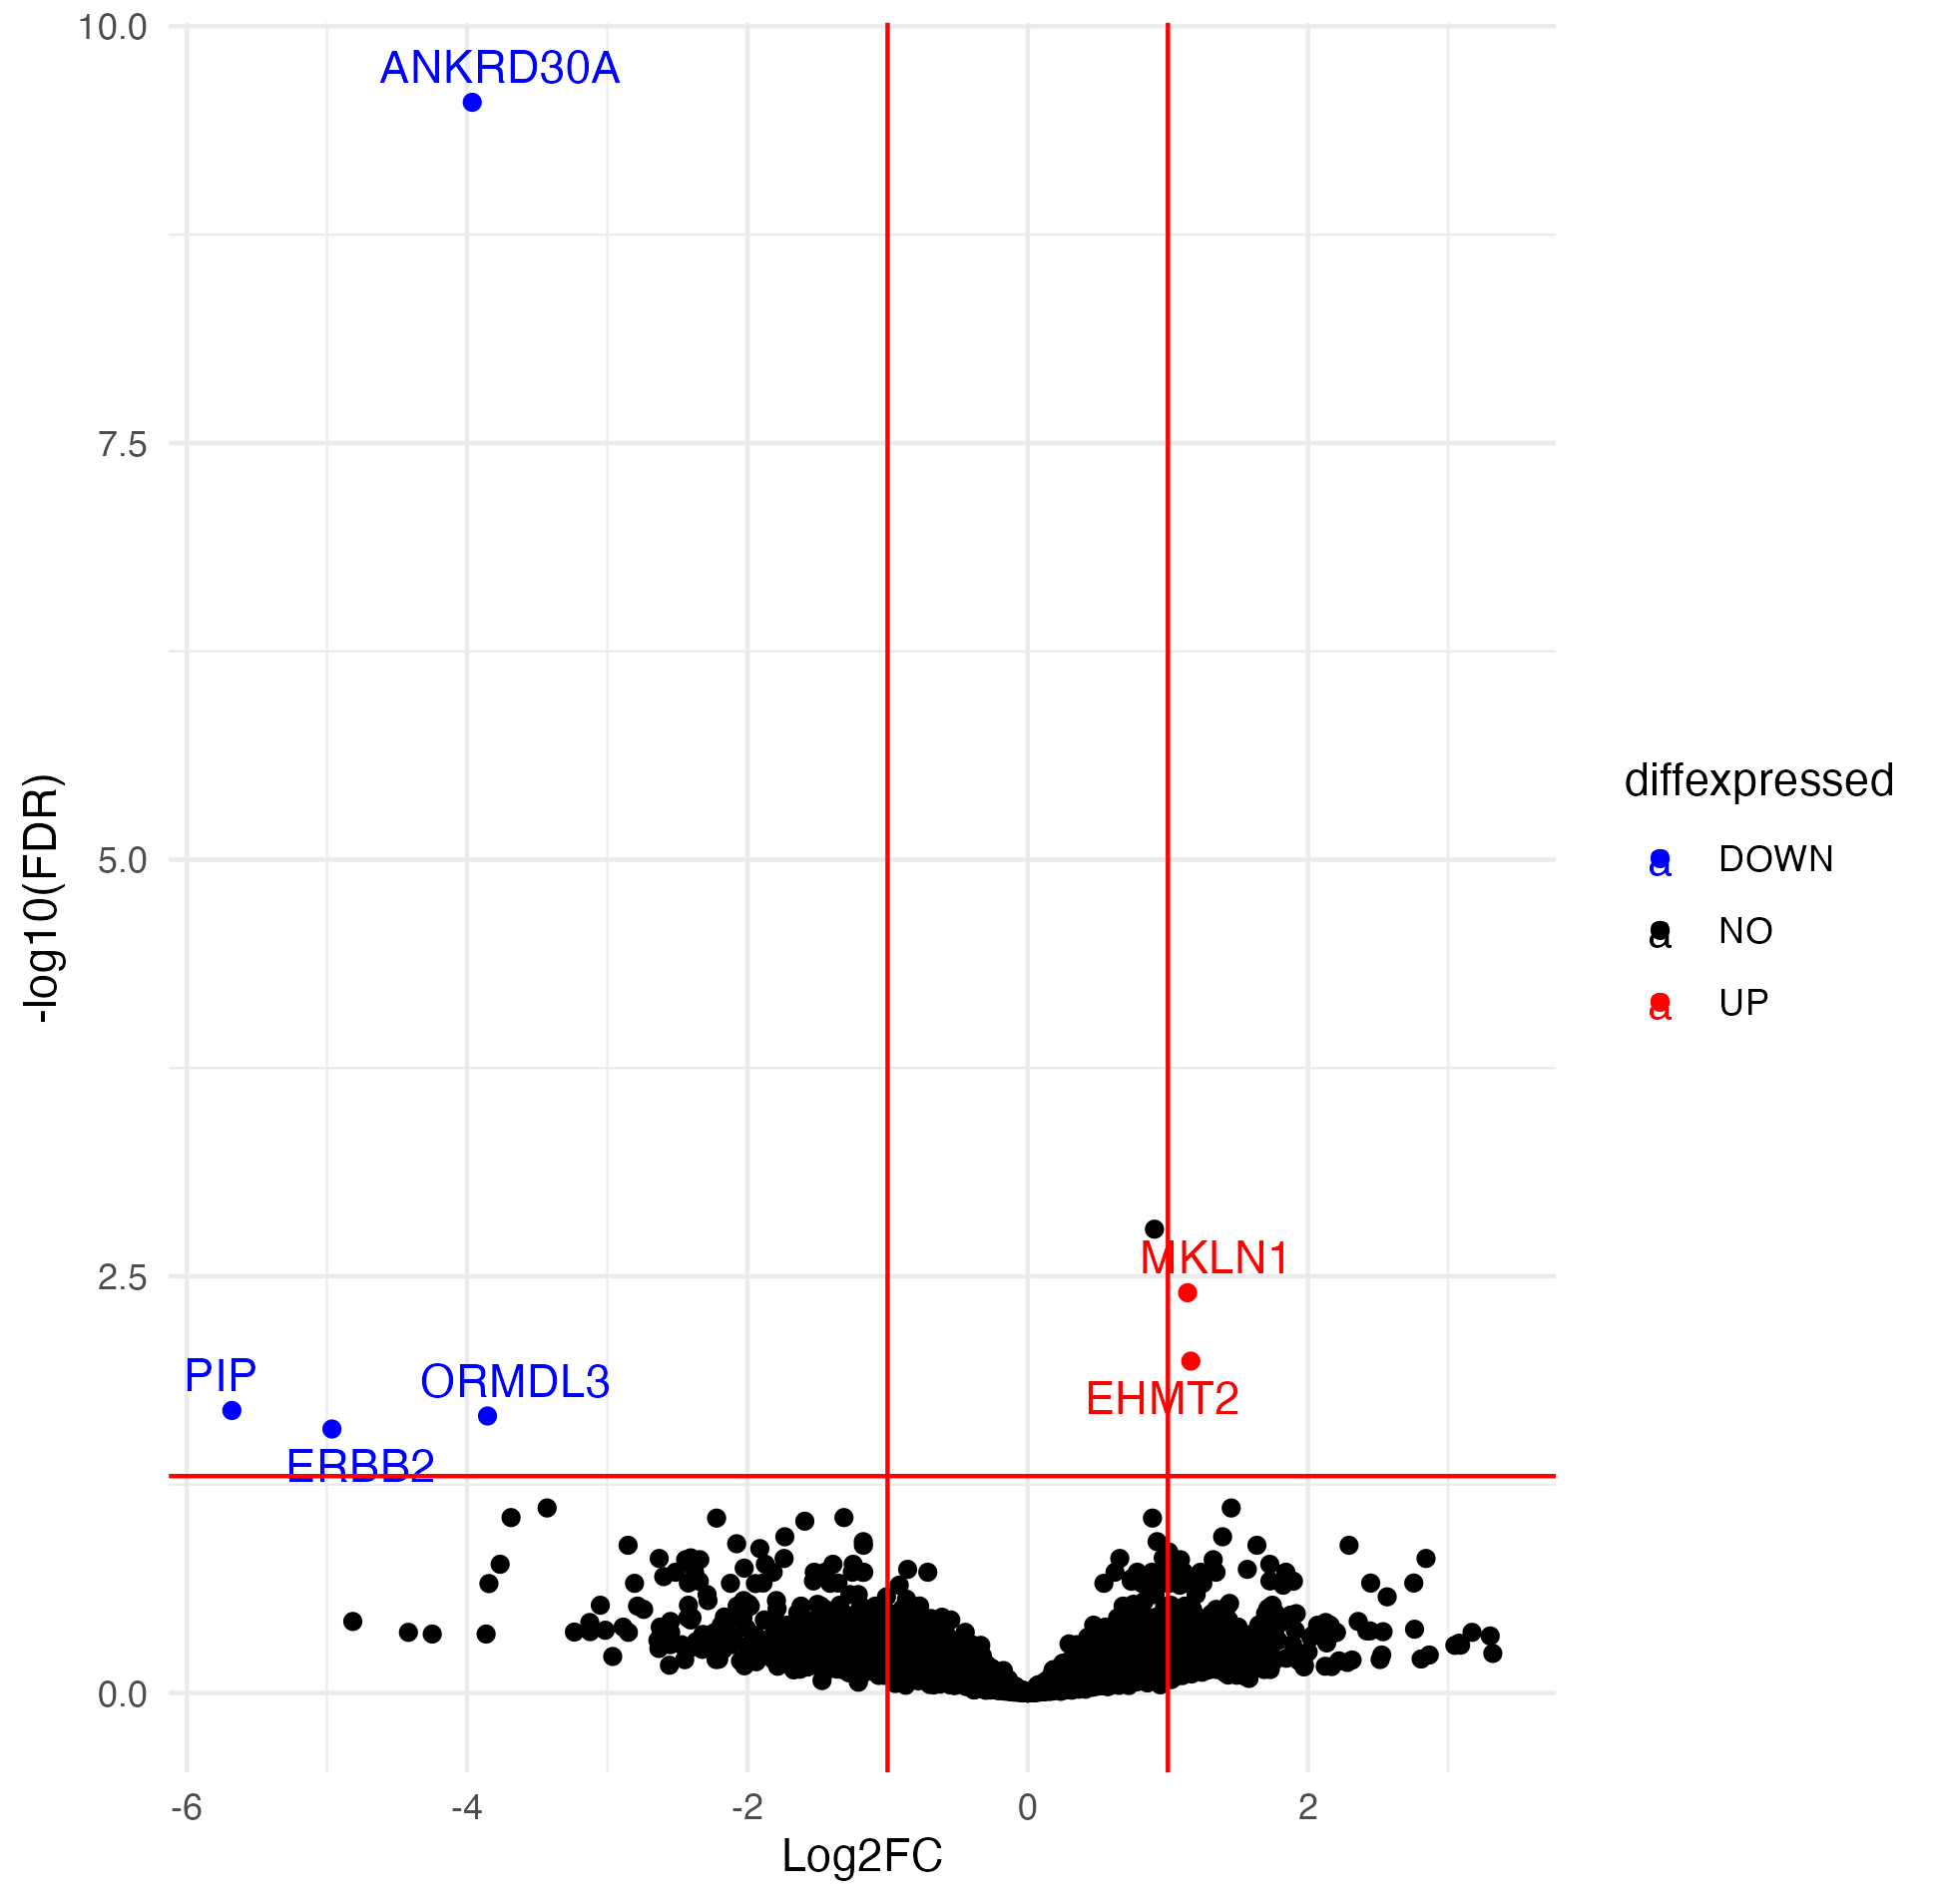 10.0
ANKRD30A
7.5
5.0
-log10(FDR)
2.5
MKLN1
EHMT2
PIP
ORMDL3
ERBB2
0.0
-6
-4
-2
0
2
Log2FC
diffexpressed
a DOWN
a NO
a UP